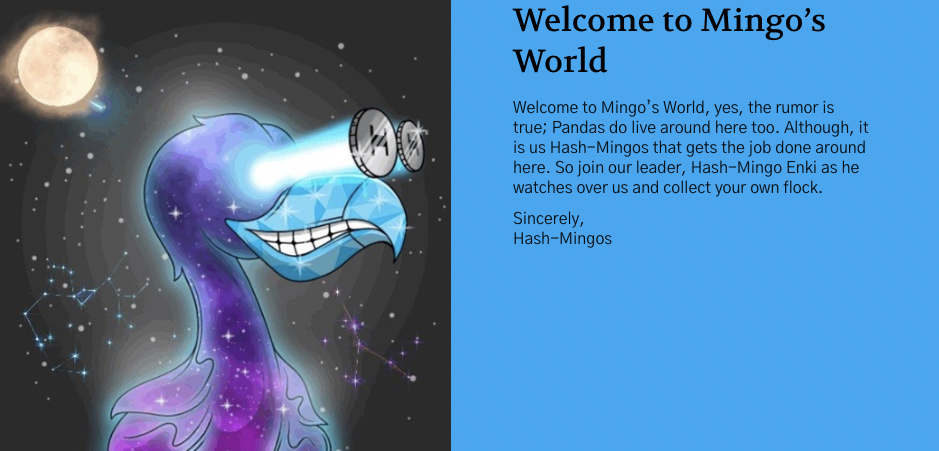 Welcome to Mingo’s
World
Welcome to Mingo’s World, yes, the rumor is
true; Pandas do live around here too. Although, it
is us Hash-Mingos that gets the job done around
here. So join our leader, Hash-Mingo Enki as he
watches over us and collect your own flock.
Sincerely,
Hash-Mingos